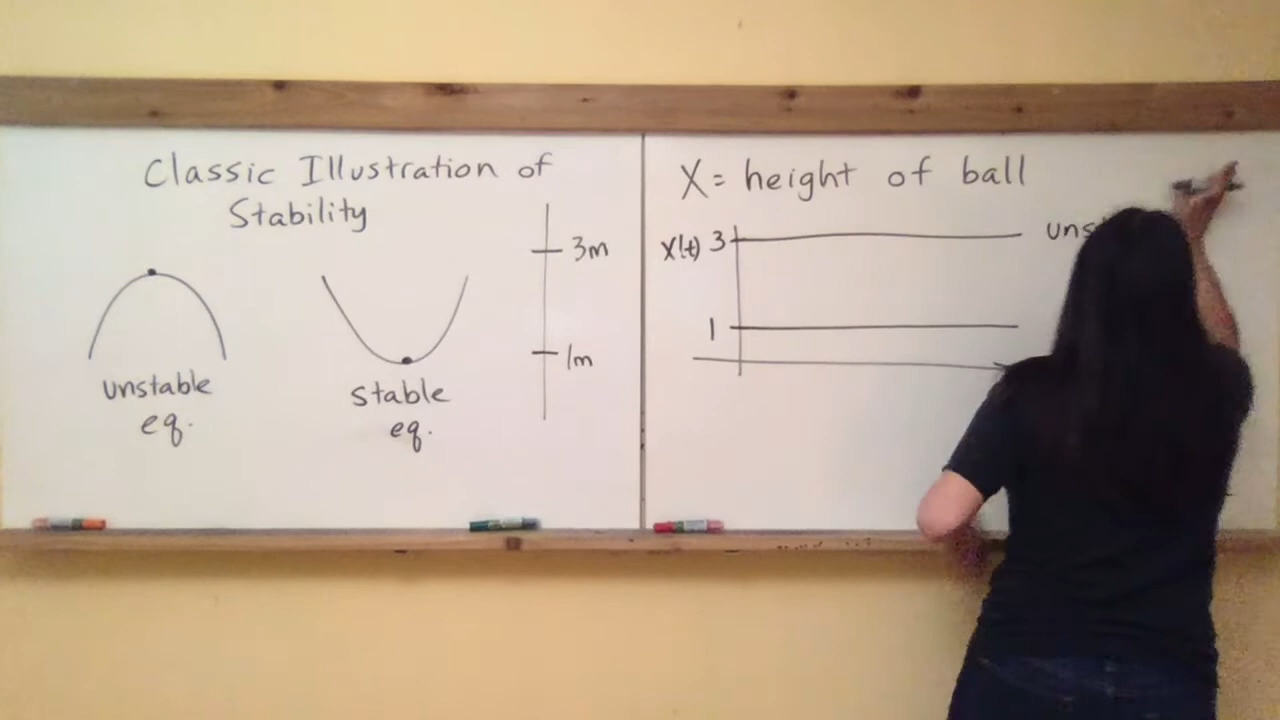 Classic Illustration of
Stability
3m
1m
unstable
eq.
stable
eq.
X = height of ball
X(t) 3
uns
1